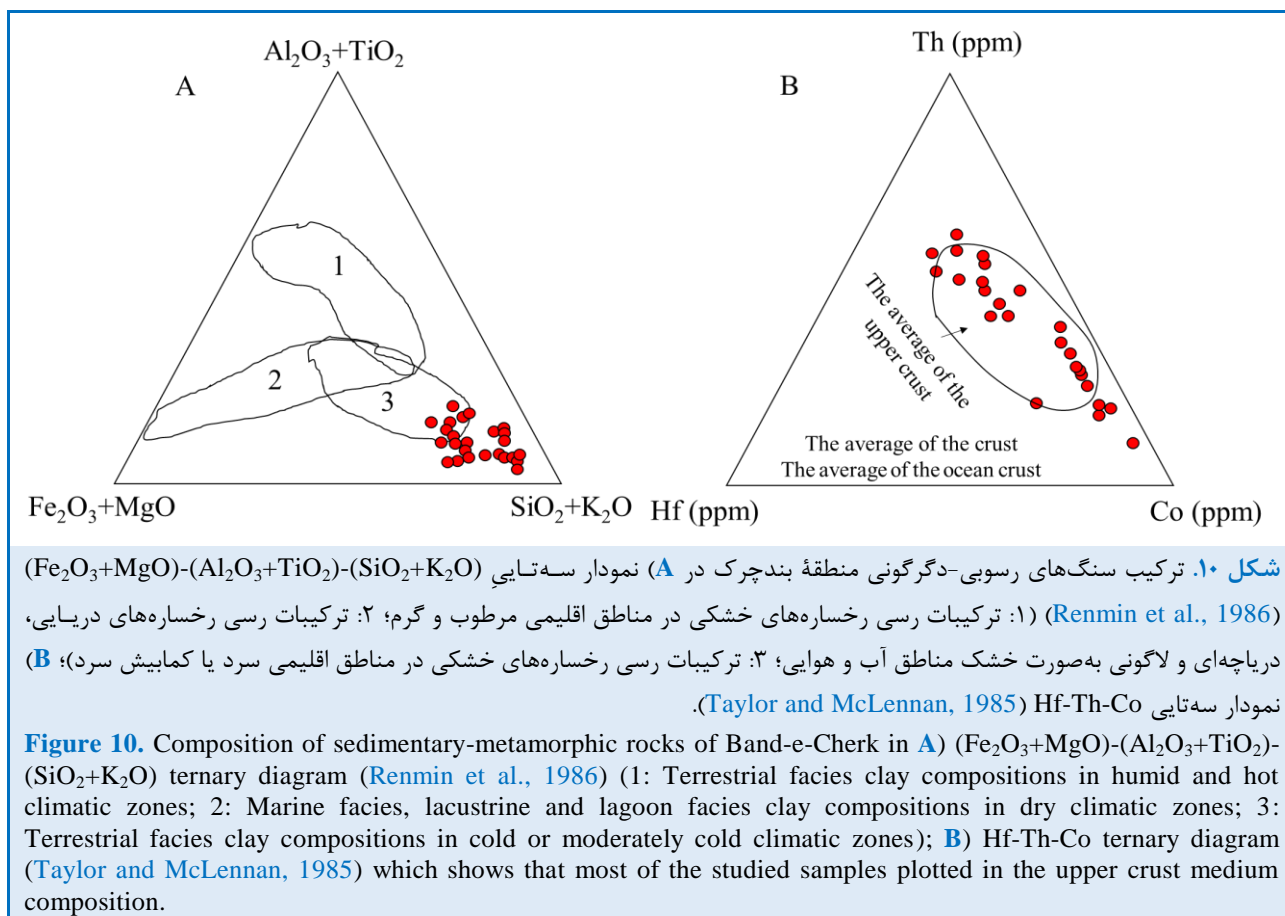 Al₂O₃+TiO₂
A
1
2
3
Fe₂O₃+MgO
SiO₂+K₂O
Th (ppm)
B
The average of the
upper crust
The average of the crust
The average of the ocean crust
Hf (ppm)
Co (ppm)
شکل ۱۰. ترکیب سنگ‌های رسوبی-دگرگونی منطقۀ بندچرک در A) نمودار سه‌تاییِ (Fe₂O₃+MgO)-(Al₂O₃+TiO₂)-(SiO₂+K₂O)
(Renmin et al., 1986) (۱: ترکیبات رسی رخساره‌های خشکی در مناطق اقلیمی مرطوب و گرم؛ ۲: ترکیبات رسی رخساره‌های دریایی،
دریاچه‌ای و لاگونی به‌صورت خشک مناطق آب و هوایی؛ ۳: ترکیبات رسی رخساره‌های خشکی در مناطق اقلیمی سرد یا کمابیش سرد)؛ B)
نمودار سه‌تایی Hf-Th-Co (Taylor and McLennan, 1985).
Figure 10. Composition of sedimentary-metamorphic rocks of Band-e-Cherk in A) (Fe₂O₃+MgO)-(Al₂O₃+TiO₂)-
(SiO₂+K₂O) ternary diagram (Renmin et al., 1986) (1: Terrestrial facies clay compositions in humid and hot
climatic zones; 2: Marine facies, lacustrine and lagoon facies clay compositions in dry climatic zones; 3:
Terrestrial facies clay compositions in cold or moderately cold climatic zones); B) Hf-Th-Co ternary diagram
(Taylor and McLennan, 1985) which shows that most of the studied samples plotted in the upper crust medium
composition.